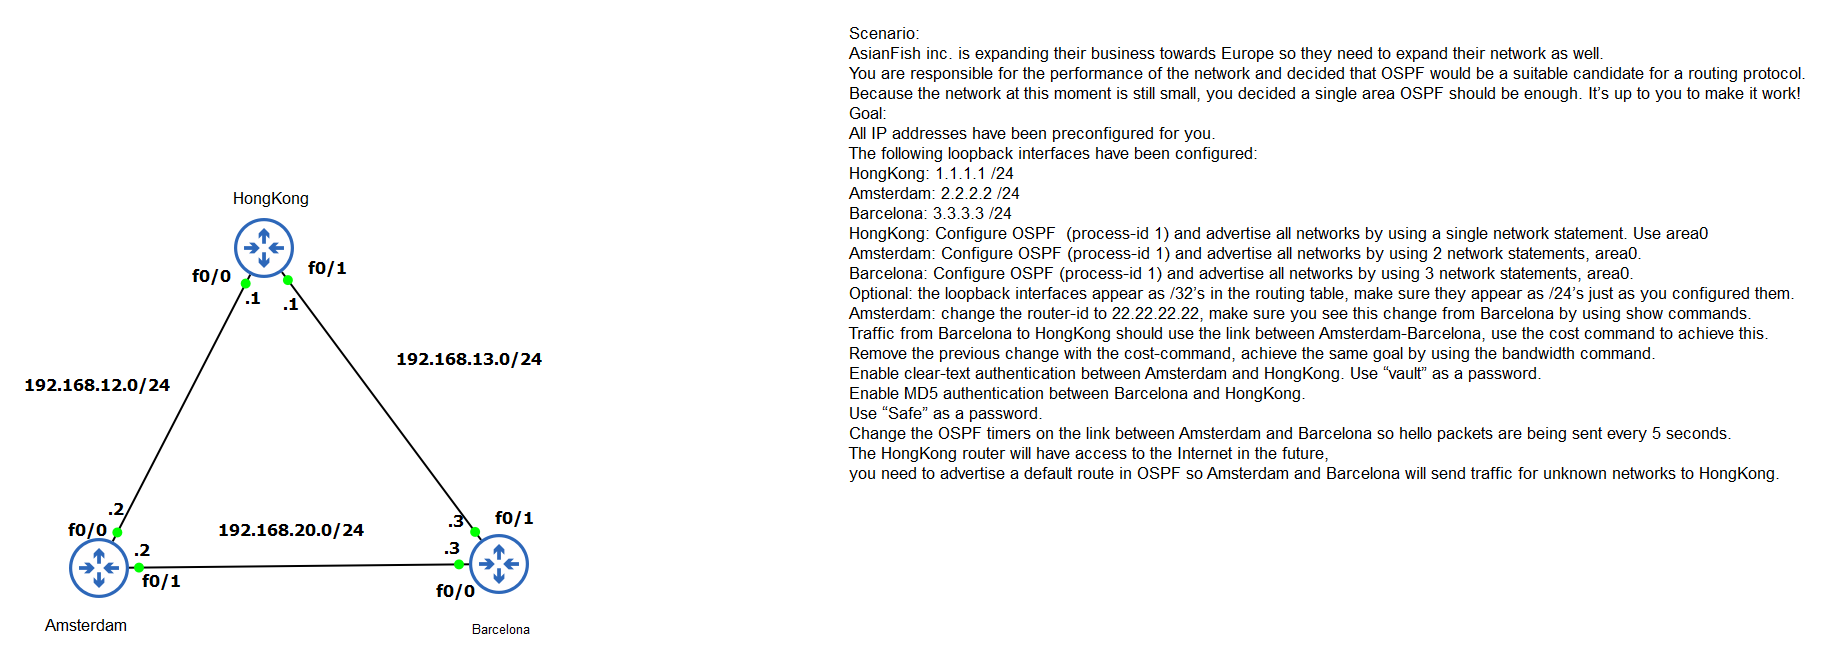 Scenario:
AsianFish inc. is expanding their business towards Europe so they need to expand their network as well.
You are responsible for the performance of the network and decided that OSPF would be a suitable candidate for a routing protocol.
Because the network at this moment is still small, you decided a single area OSPF should be enough. It’s up to you to make it work!
Goal:
All IP addresses have been preconfigured for you.
The following loopback interfaces have been configured:
HongKong: 1.1.1.1 /24
Amsterdam: 2.2.2.2 /24
Barcelona: 3.3.3.3 /24
HongKong: Configure OSPF  (process-id 1) and advertise all networks by using a single network statement. Use area0
Amsterdam: Configure OSPF (process-id 1) and advertise all networks by using 2 network statements, area0.
Barcelona: Configure OSPF (process-id 1) and advertise all networks by using 3 network statements, area0.
Optional: the loopback interfaces appear as /32’s in the routing table, make sure they appear as /24’s just as you configured them.
Amsterdam: change the router-id to 22.22.22.22, make sure you see this change from Barcelona by using show commands.
Traffic from Barcelona to HongKong should use the link between Amsterdam-Barcelona, use the cost command to achieve this.
Remove the previous change with the cost-command, achieve the same goal by using the bandwidth command.
Enable clear-text authentication between Amsterdam and HongKong. Use “vault” as a password.
Enable MD5 authentication between Barcelona and HongKong.
Use “Safe” as a password.
Change the OSPF timers on the link between Amsterdam and Barcelona so hello packets are being sent every 5 seconds.
The HongKong router will have access to the Internet in the future,
you need to advertise a default route in OSPF so Amsterdam and Barcelona will send traffic for unknown networks to HongKong.
HongKong
f0/0
f0/1
.1
.1
192.168.13.0/24
192.168.12.0/24
.2
f0/0
192.168.20.0/24
.3
f0/1
.2
.3
f0/1
f0/0
Amsterdam
Barcelona